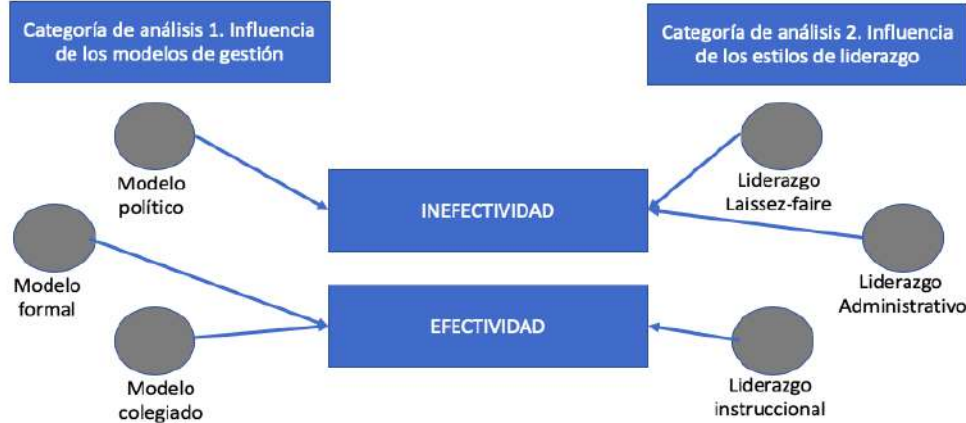 Categoría de análisis 1. Influencia
de los modelos de gestión
Categoría de análisis 2. Influencia
de los estilos de liderazgo
Modelo
político
Liderazgo
Laissez-faire
INEFECTIVIDAD
Modelo
formal
Liderazgo
Administrativo
EFECTIVIDAD
Modelo
colegiado
Liderazgo
instruccional